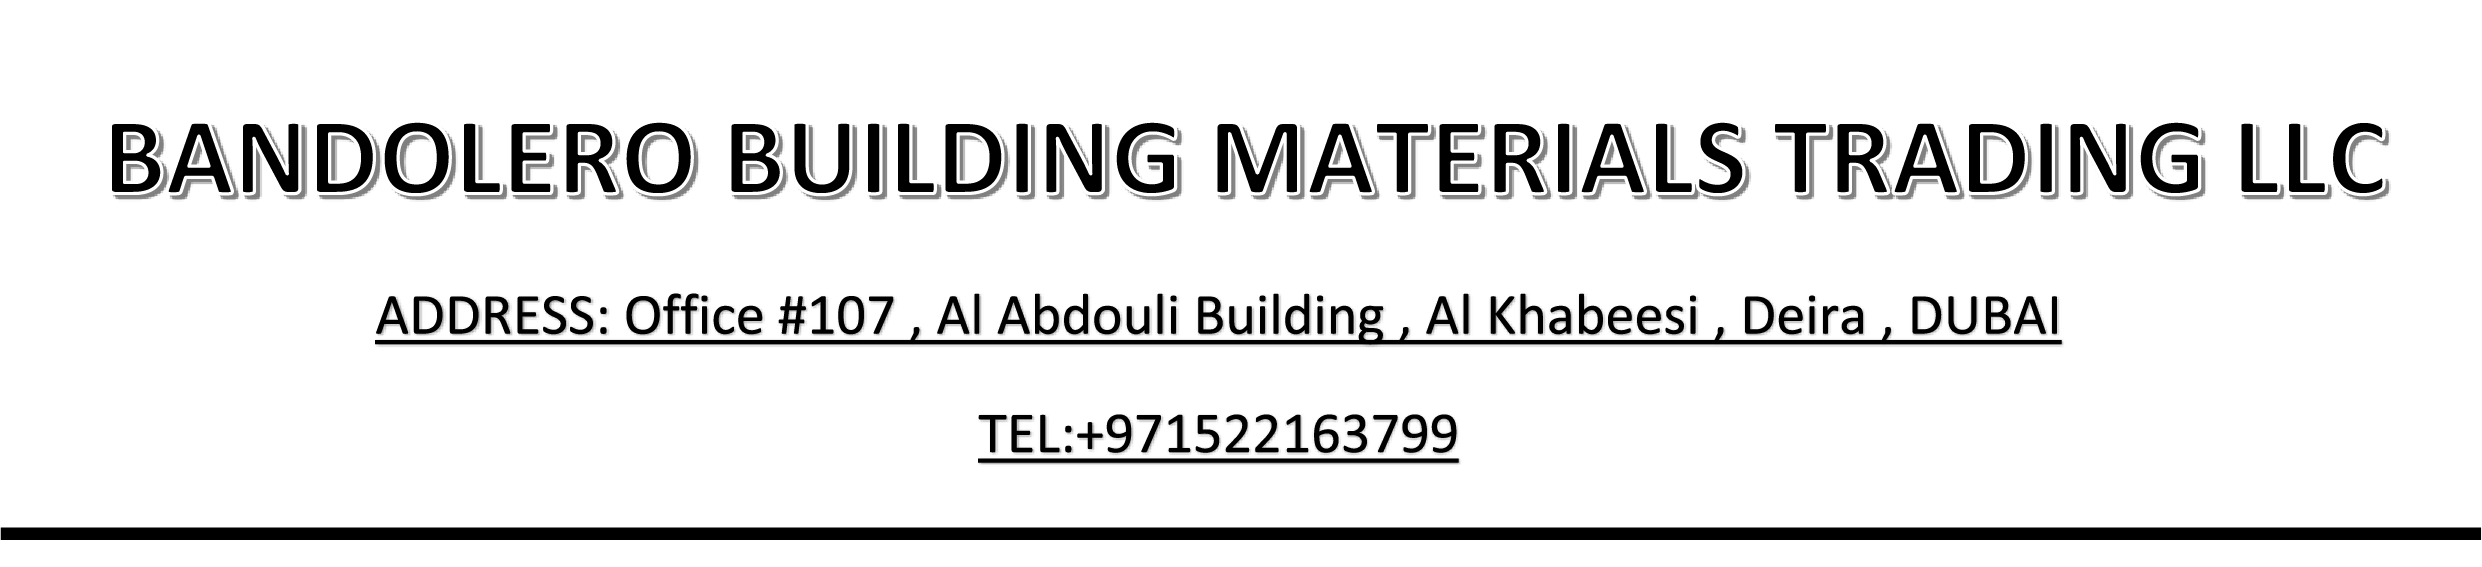 BANDOLERO BUILDING MATERIALS TRADING LLC
ADDRESS: Office #107 , Al Abdouli Building , Al Khabeesi , Deira , DUBAI
TEL:+971522163799